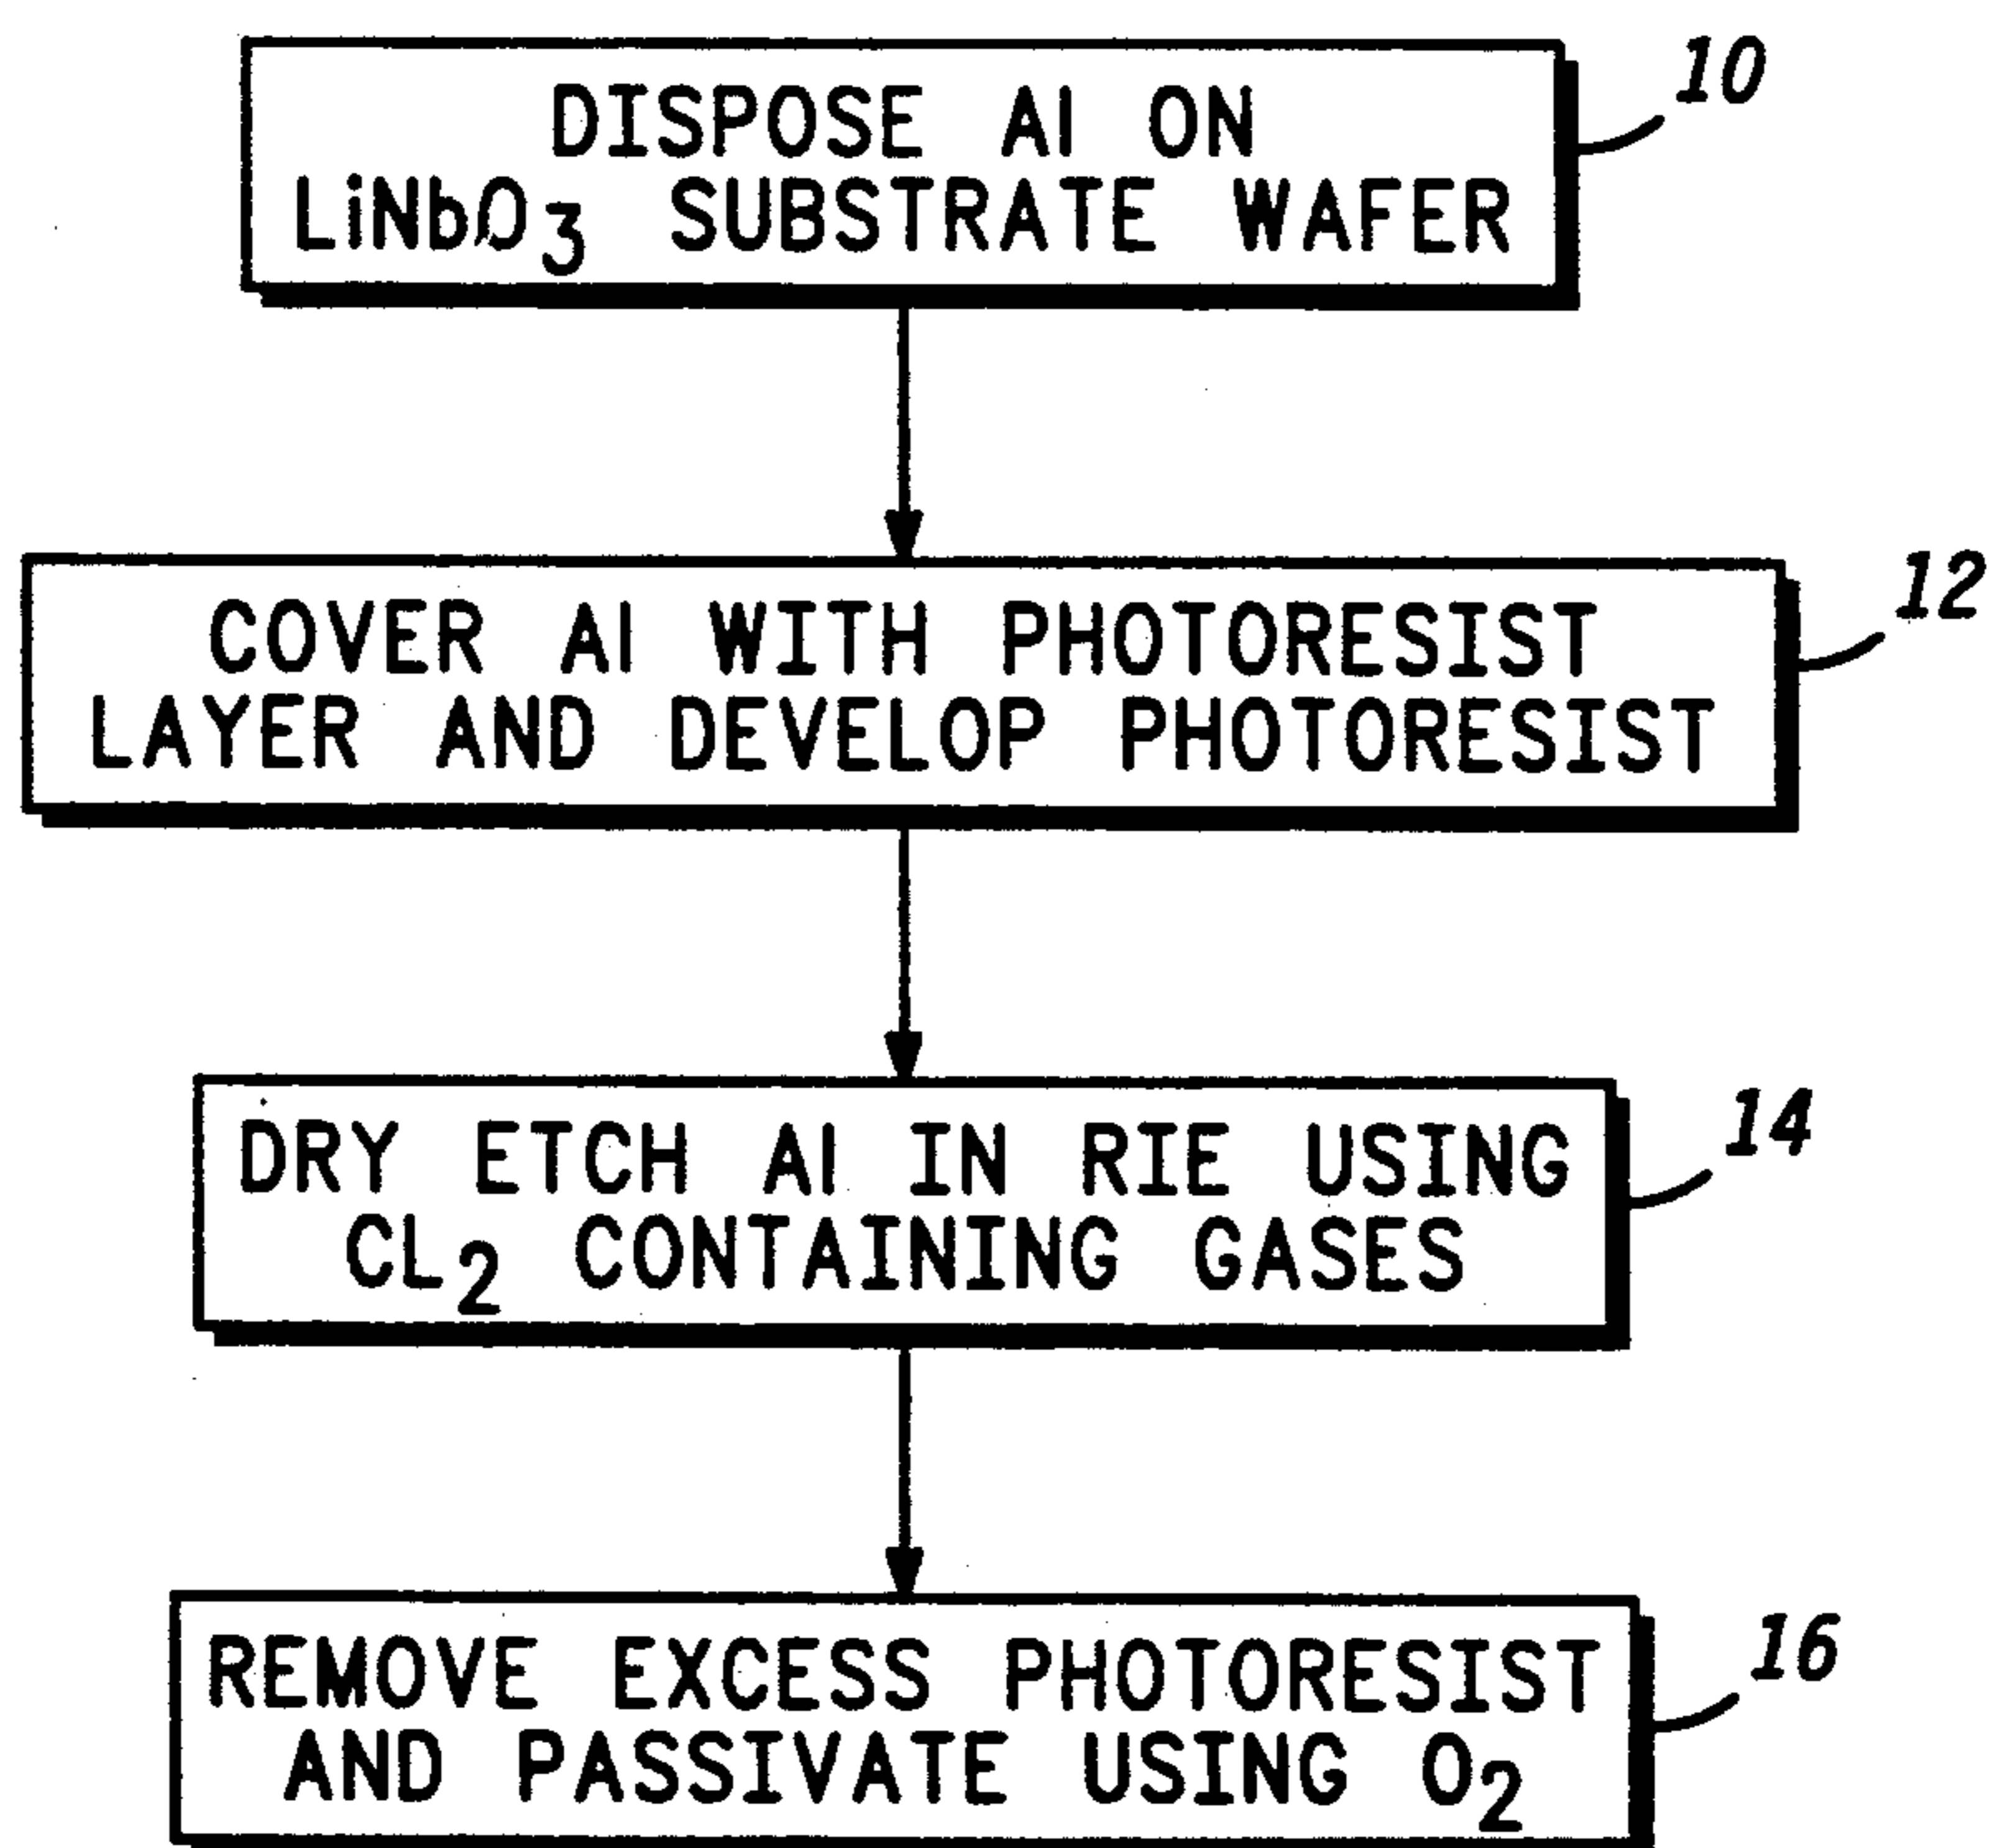 DISPOSE Al ON
10
LiNbO3 SUBSTRATE WAFER
COVER Al WITH PHOTORESIST
12
LAYER AND DEVELOP PHOTORESIST
DRY ETCH Al IN RIE USING
14
CL2 CONTAINING GASES
REMOVE EXCESS PHOTORESIST
16
AND PASSIVATE USING O2